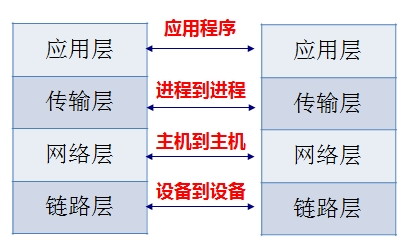 应用程序
应用层 应用层
进程到进程
传输层 传输层
主机到主机
网络层 网络层
设备到设备
链路层 链路层